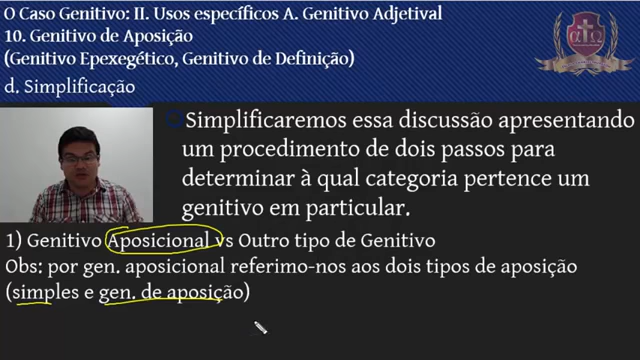 O Caso Genitivo: II. Usos específicos A. Genitivo Adjetival
10. Genitivo de Aposição
(Genitivo Epexegético, Genitivo de Definição)
d. Simplificação
Α Ω
Simplificaremos essa discussão apresentando
um procedimento de dois passos para
determinar à qual categoria pertence um
genitivo em particular.
1) Genitivo Aposicional vs Outro tipo de Genitivo
Obs: por gen. aposicional referimo-nos aos dois tipos de aposição
(simples e gen. de aposição)